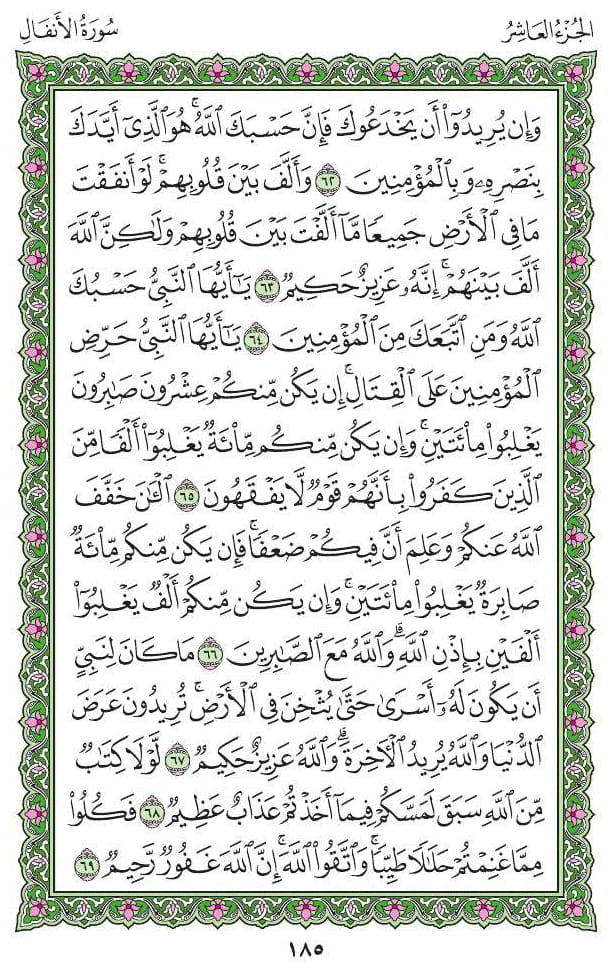 الجُزْءُ العَاشِرُ
سُورَةُ الأَنفَالِ
وَإِن يُرِيدُوٓا۟ أَن يَخْدَعُوكَ فَإِنَّ حَسْبَكَ ٱللَّهُ ۚ هُوَ ٱلَّذِىٓ أَيَّدَكَ
بِنَصْرِهِۦ وَبِٱلْمُؤْمِنِينَ ٦٢ وَأَلَّفَ بَيْنَ قُلُوبِهِمْ ۚ لَوْ أَنفَقْتَ
مَا فِى ٱلْأَرْضِ جَمِيعًا مَّآ أَلَّفْتَ بَيْنَ قُلُوبِهِمْ وَلَـٰكِنَّ ٱللَّهَ
أَلَّفَ بَيْنَهُمْ ۚ إِنَّهُۥ عَزِيزٌ حَكِيمٌ ٦٣ يَـٰٓأَيُّهَا ٱلنَّبِىُّ حَسْبُكَ
ٱللَّهُ وَمَنِ ٱتَّبَعَكَ مِنَ ٱلْمُؤْمِنِينَ ٦٤ يَـٰٓأَيُّهَا ٱلنَّبِىُّ حَرِّضِ
ٱلْمُؤْمِنِينَ عَلَى ٱلْقِتَالِ ۚ إِن يَكُن مِّنكُمْ عِشْرُونَ صَـٰبِرُونَ
يَغْلِبُوا۟ مِا۟ئَتَيْنِ ۚ وَإِن يَكُن مِّنكُم مِّا۟ئَةٌ يَغْلِبُوٓا۟ أَلْفًا مِّنَ
ٱلَّذِينَ كَفَرُوا۟ بِأَنَّهُمْ قَوْمٌ لَّا يَفْقَهُونَ ٦٥ ٱلْـَٔـٰنَ خَفَّفَ
ٱللَّهُ عَنكُمْ وَعَلِمَ أَنَّ فِيكُمْ ضَعْفًا ۚ فَإِن يَكُن مِّنكُم مِّا۟ئَةٌ
صَابِرَةٌ يَغْلِبُوا۟ مِا۟ئَتَيْنِ ۚ وَإِن يَكُن مِّنكُمْ أَلْفٌ يَغْلِبُوٓا۟
أَلْفَيْنِ بِإِذْنِ ٱللَّهِ ۗ وَٱللَّهُ مَعَ ٱلصَّـٰبِرِينَ ٦٦ مَا كَانَ لِنَبِىٍّ
أَن يَكُونَ لَهُۥٓ أَسْرَىٰ حَتَّىٰ يُثْخِنَ فِى ٱلْأَرْضِ ۚ تُرِيدُونَ عَرَضَ
ٱلدُّنْيَا وَٱللَّهُ يُرِيدُ ٱلْـَٔاخِرَةَ ۗ وَٱللَّهُ عَزِيزٌ حَكِيمٌ ٦٧ لَّوْلَا كِتَـٰبٌ
مِّنَ ٱللَّهِ سَبَقَ لَمَسَّكُمْ فِيمَآ أَخَذْتُمْ عَذَابٌ عَظِيمٌ ٦٨ فَكُلُوا۟
مِمَّا غَنِمْتُمْ حَلَـٰلًا طَيِّبًا ۚ وَٱتَّقُوا۟ ٱللَّهَ ۚ إِنَّ ٱللَّهَ غَفُورٌ رَّحِيمٌ ٦٩
١٨٥